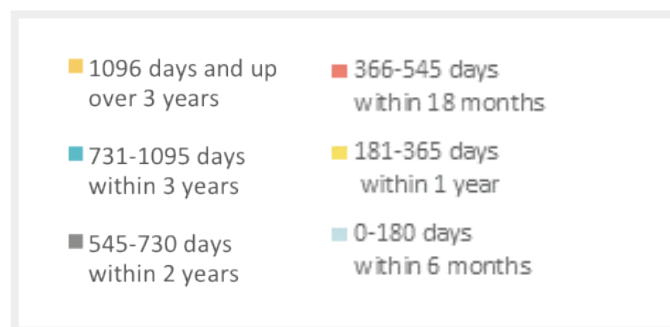 1096 days and up
over 3 years
731-1095 days
within 3 years
545-730 days
within 2 years
366-545 days
within 18 months
181-365 days
within 1 year
0-180 days
within 6 months